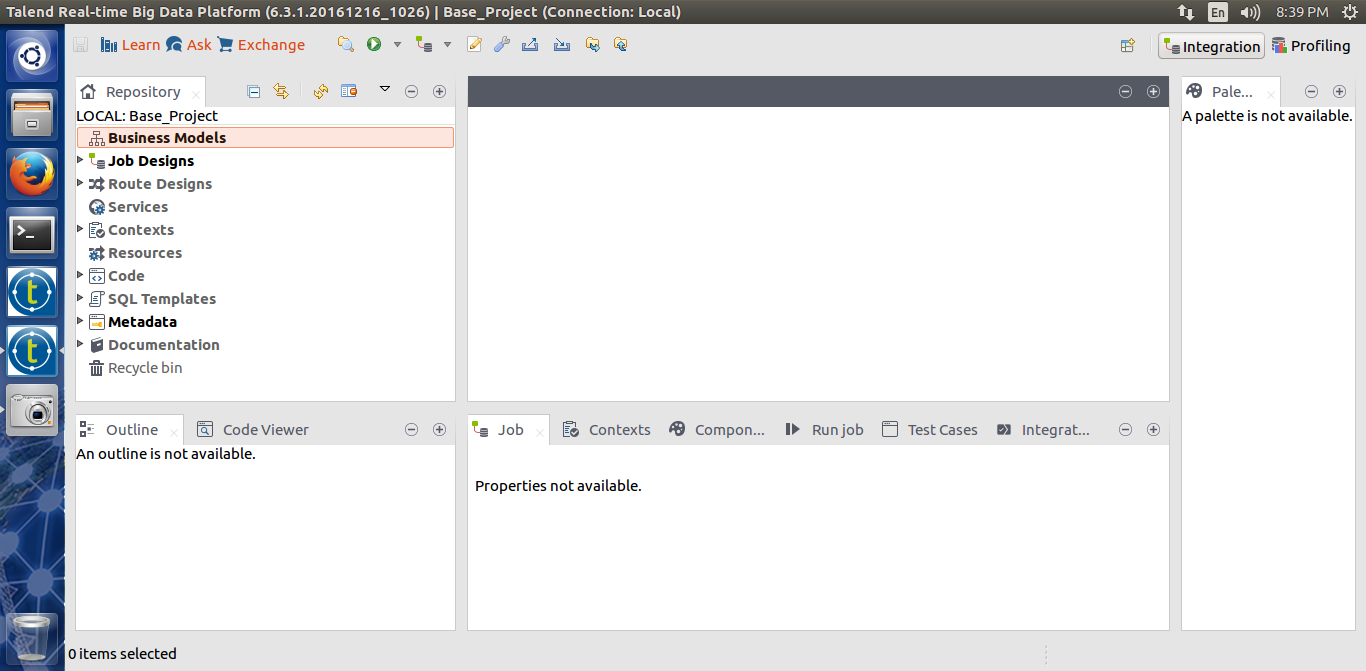 Talend Real-time Big Data Platform (6.3.1.20161216_1026) | Base_Project (Connection: Local) En 8:39 PM
Learn Ask Exchange Integration Profiling
Repository Pale...
LOCAL: Base_Project A palette is not available.
Business Models
Job Designs
Route Designs
Services
Contexts
Resources
Code
SQL Templates
Metadata
Documentation
Recycle bin
Outline Code Viewer Job Contexts Compon... Run job Test Cases Integrat...
An outline is not available.
Properties not available.
0 items selected